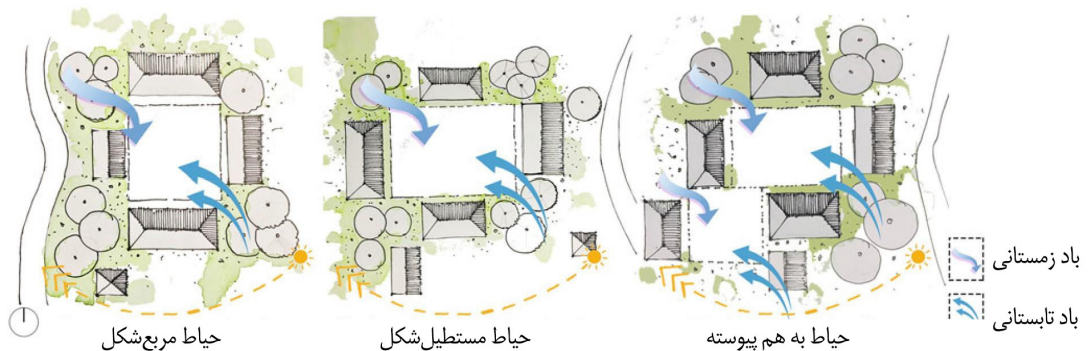 باد زمستانی
باد تابستانی
حیاط به هم پیوسته
حیاط مستطیل‌شکل
حیاط مربع‌شکل